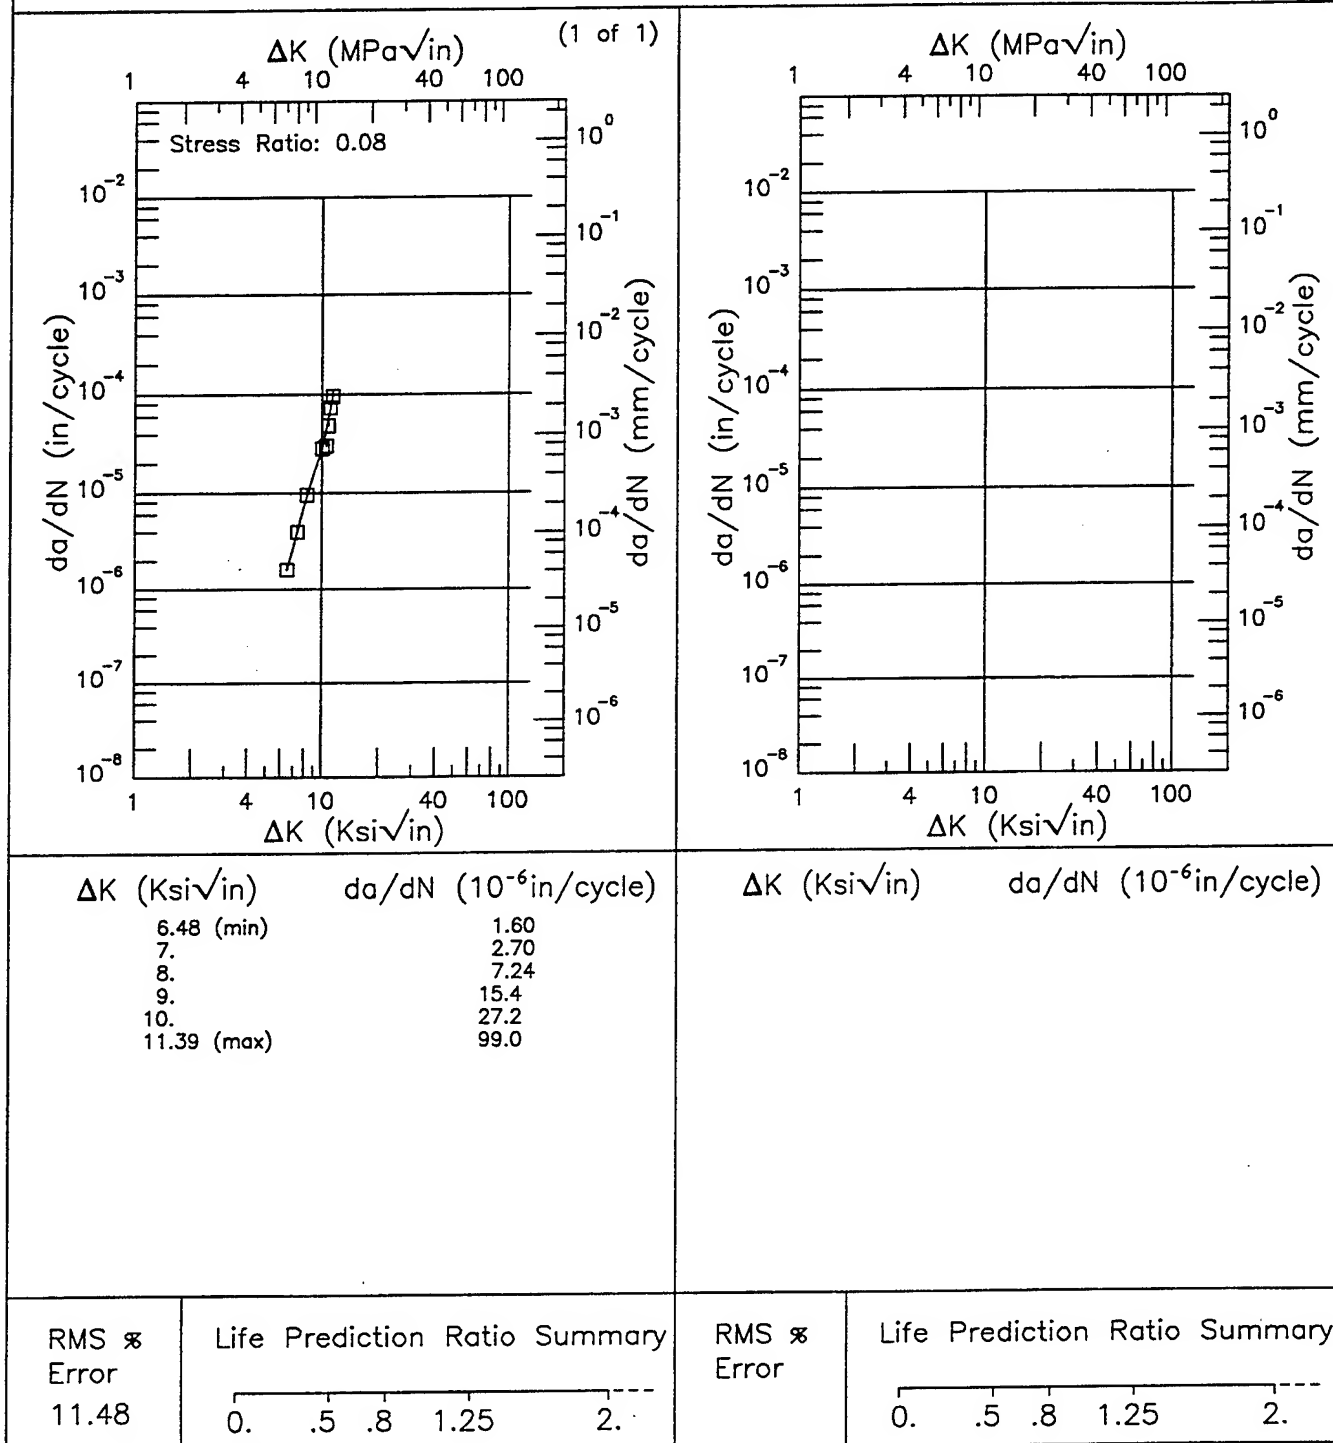 (1 of 1)
ΔK (MPa√in)
1 4 10 40 100
Stress Ratio: 0.08
da/dN (in/cycle)
10⁻²
10⁻³
10⁻⁴
10⁻⁵
10⁻⁶
10⁻⁷
10⁻⁸
10⁰
10⁻¹
10⁻²
10⁻³
10⁻⁴
10⁻⁵
10⁻⁶
da/dN (mm/cycle)
1 4 10 40 100
ΔK (Ksi√in)
ΔK (MPa√in)
1 4 10 40 100
da/dN (in/cycle)
10⁻²
10⁻³
10⁻⁴
10⁻⁵
10⁻⁶
10⁻⁷
10⁻⁸
10⁰
10⁻¹
10⁻²
10⁻³
10⁻⁴
10⁻⁵
10⁻⁶
da/dN (mm/cycle)
1 4 10 40 100
ΔK (Ksi√in)
ΔK (Ksi√in) da/dN (10⁻⁶in/cycle)
6.48 (min) 1.60
7. 2.70
8. 7.24
9. 15.4
10. 27.2
11.39 (max) 99.0
ΔK (Ksi√in) da/dN (10⁻⁶in/cycle)
RMS %
Error
11.48
Life Prediction Ratio Summary
0. .5 .8 1.25 2.
RMS %
Error
Life Prediction Ratio Summary
0. .5 .8 1.25 2.